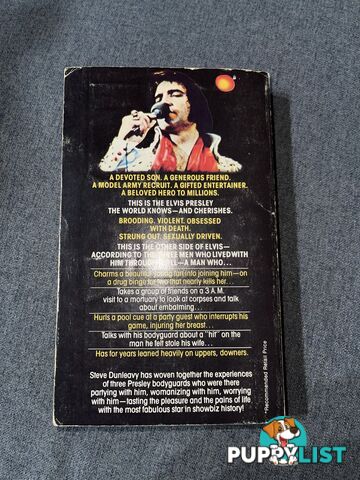 A DEVOTED SON. A GENEROUS FRIEND.
A MODEL ARMY RECRUIT. A GIFTED ENTERTAINER.
A BELOVED HERO TO MILLIONS.
THIS IS THE ELVIS PRESLEY
THE WORLD KNOWS—AND CHERISHES.
BROODING. VIOLENT. OBSESSED
WITH DEATH.
STRUNG OUT. SEXUALLY DRIVEN.
THIS IS THE OTHER SIDE OF ELVIS—
ACCORDING TO THE THREE MEN WHO LIVED WITH
HIM THROUGH IT ALL—A MAN WHO...
Charms a beautiful young fan into joining him—on
a drug binge for two that nearly kills her...
Takes a group of friends on a 3 A.M.
visit to a mortuary to look at corpses and talk
about embalming...
Hurls a pool cue at a party guest who interrupts his
game, injuring her breast...
Talks with his bodyguard about a "hit" on the
man he felt stole his wife...
Has for years leaned heavily on uppers, downers.
Steve Dunleavy has woven together the experiences
of three Presley bodyguards who were there
partying with him, womanizing with him, worrying
with him—tasting the pleasure and the pains of life
with the most fabulous star in showbiz history!
*Recommended Retail Price
PUPPYLIST